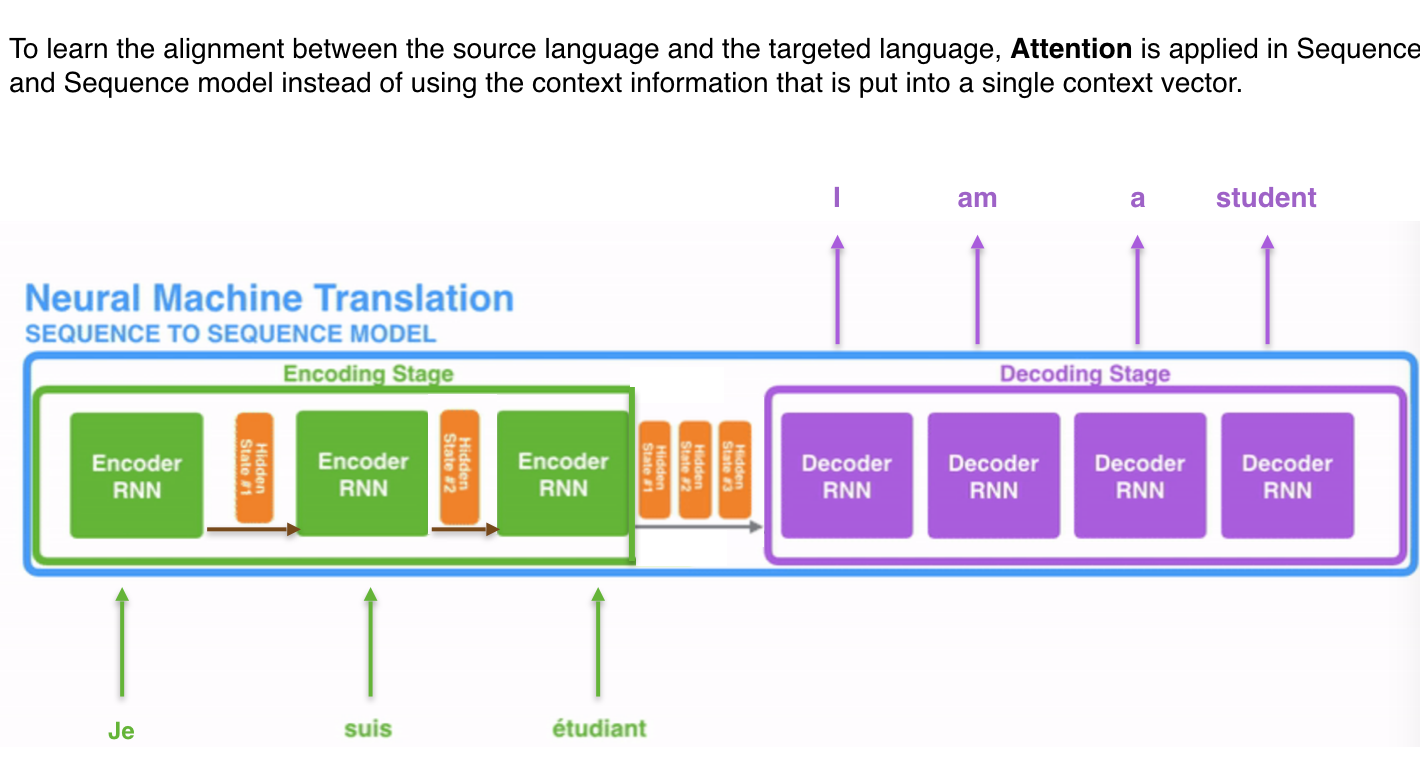 To learn the alignment between the source language and the targeted language, Attention is applied in Sequence
and Sequence model instead of using the context information that is put into a single context vector.
I am a student
Neural Machine Translation
SEQUENCE TO SEQUENCE MODEL
Encoding Stage
Decoding Stage
Encoder
RNN
Hidden
State #1
Encoder
RNN
Hidden
State #2
Encoder
RNN
Hidden
State #1
Hidden
State #2
Hidden
State #3
Decoder
RNN
Decoder
RNN
Decoder
RNN
Decoder
RNN
Je suis étudiant